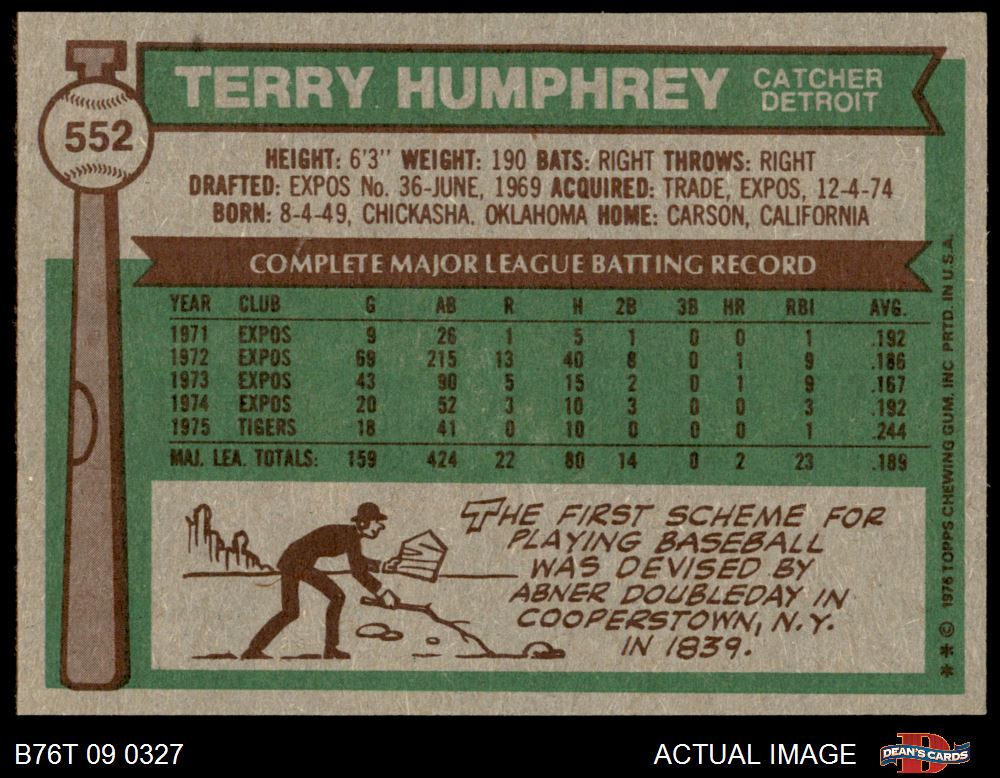 552
TERRY HUMPHREY CATCHER
DETROIT
HEIGHT: 6'3" WEIGHT: 190 BATS: RIGHT THROWS: RIGHT
DRAFTED: EXPOS No. 36-JUNE, 1969 ACQUIRED: TRADE, EXPOS, 12-4-74
BORN: 8-4-49, CHICKASHA. OKLAHOMA HOME: CARSON, CALIFORNIA
COMPLETE MAJOR LEAGUE BATTING RECORD
YEAR CLUB G AB R H 2B 3B HR RBI AVG.
1971 EXPOS 9 26 1 5 1 0 0 1 .192
1972 EXPOS 69 215 13 40 8 0 1 9 .186
1973 EXPOS 43 90 5 15 2 0 1 9 .167
1974 EXPOS 20 52 3 10 3 0 0 3 .192
1975 TIGERS 18 41 0 10 0 0 0 1 .244
MAJ. LEA. TOTALS: 159 424 22 80 14 0 2 23 .189
THE FIRST SCHEME FOR
PLAYING BASEBALL
WAS DEVISED BY
ABNER DOUBLEDAY IN
COOPERSTOWN, N.Y.
IN 1839.
* * © 1976 TOPPS CHEWING GUM. INC PRTD. IN U.S.A.
B76T 09 0327 ACTUAL IMAGE DEAN'S CARDS